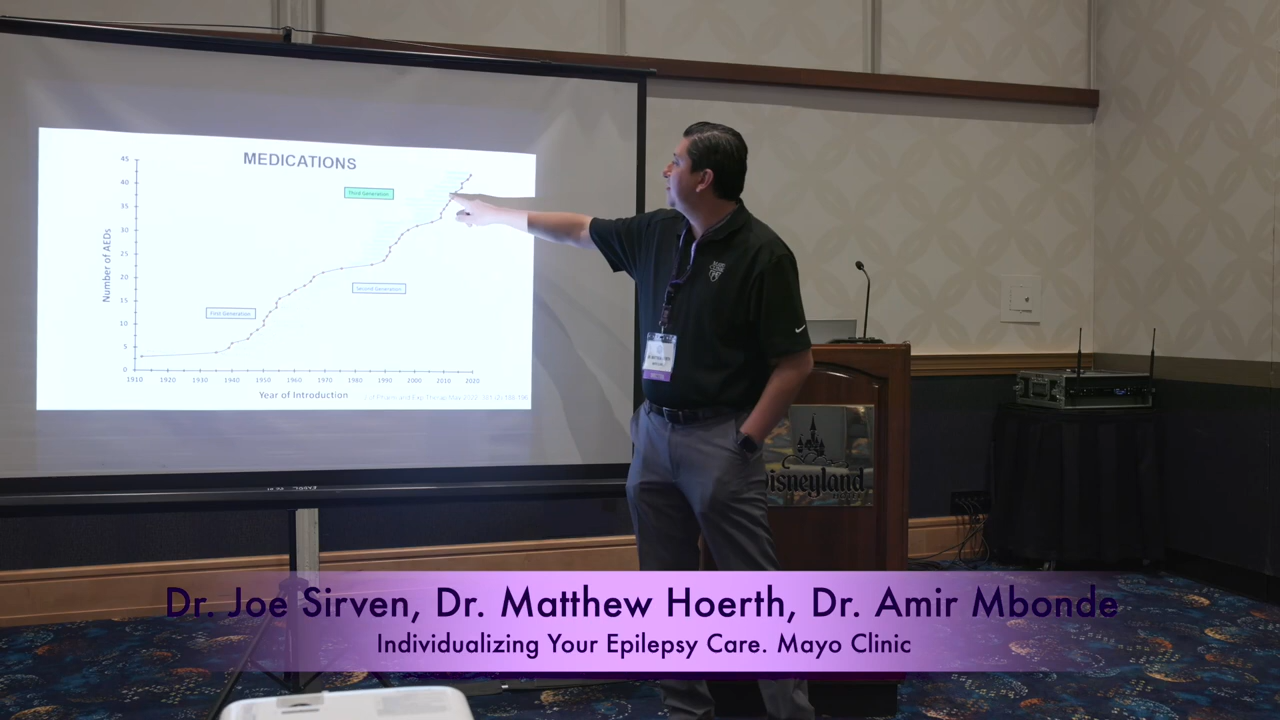 MEDICATIONS
45
40
35
30
25
20
15
10
5
0
Number of AEDs
Third Generation
Second Generation
First Generation
1910 1920 1930 1940 1950 1960 1970 1980 1990 2000 2010 2020
Year of Introduction
Disneyland
Dr. Joe Sirven, Dr. Matthew Hoerth, Dr. Amir Mbonde
Individualizing Your Epilepsy Care. Mayo Clinic